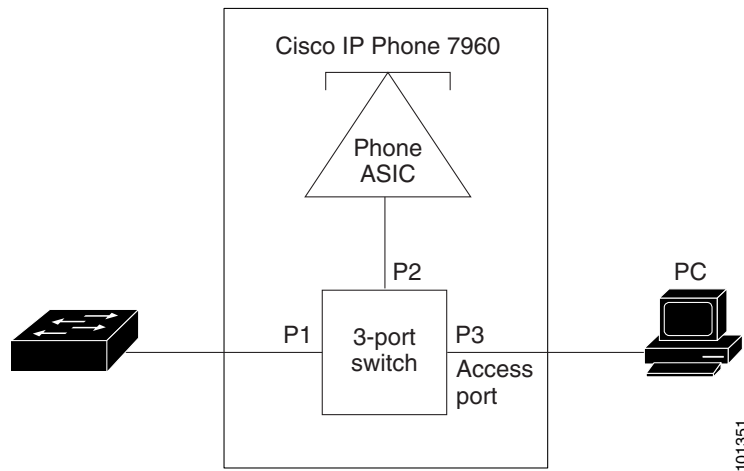 Cisco IP Phone 7960
Phone
ASIC
P2
PC
P1
3-port
switch
P3
Access
port
101351